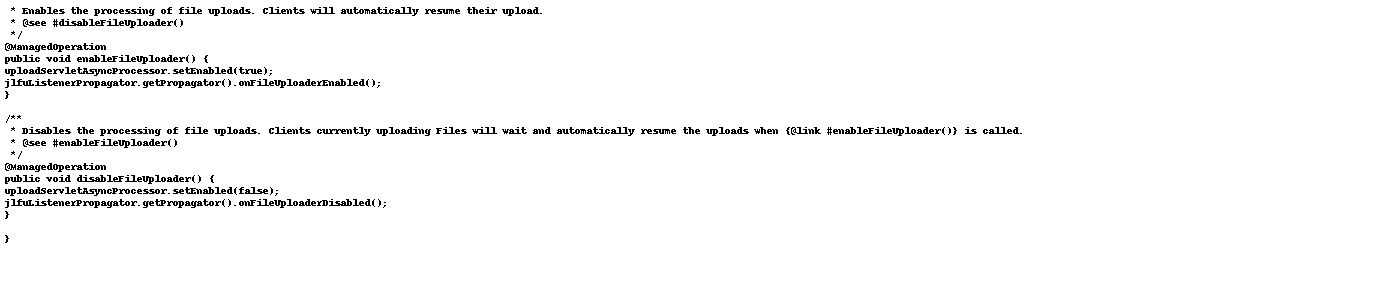 * Enables the processing of file uploads. Clients will automatically resume their upload.
 * @see #disableFileUploader()
 */
@ManagedOperation
public void enableFileUploader() {
uploadServletAsyncProcessor.setEnabled(true);
jlfuListenerPropagator.getPropagator().onFileUploaderEnabled();
}

/**
 * Disables the processing of file uploads. Clients currently uploading Files will wait and automatically resume the uploads when {@link #enableFileUploader()} is called.
 * @see #enableFileUploader()
 */
@ManagedOperation
public void disableFileUploader() {
uploadServletAsyncProcessor.setEnabled(false);
jlfuListenerPropagator.getPropagator().onFileUploaderDisabled();
}

}